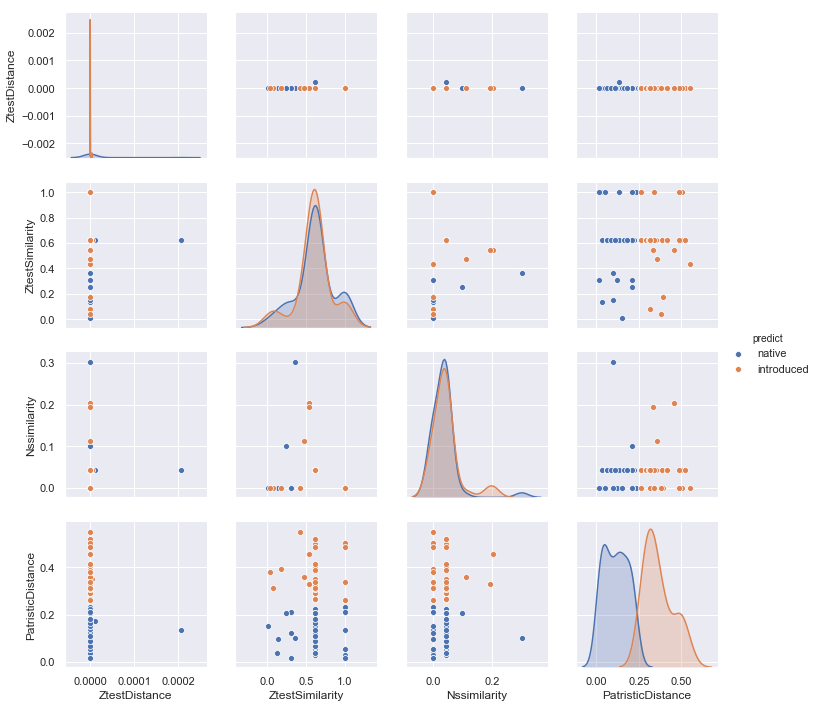 ZtestDistance
0.002
0.001
0.000
−0.001
−0.002
ZtestSimilarity
1.0
0.8
0.6
0.4
0.2
0.0
predict
native
introduced
Nssimilarity
0.3
0.2
0.1
0.0
PatristicDistance
0.4
0.2
0.0
0.0000 0.0001 0.0002
0.0 0.5 1.0
0.0 0.2
0.00 0.25 0.50
ZtestDistance
ZtestSimilarity
Nssimilarity
PatristicDistance